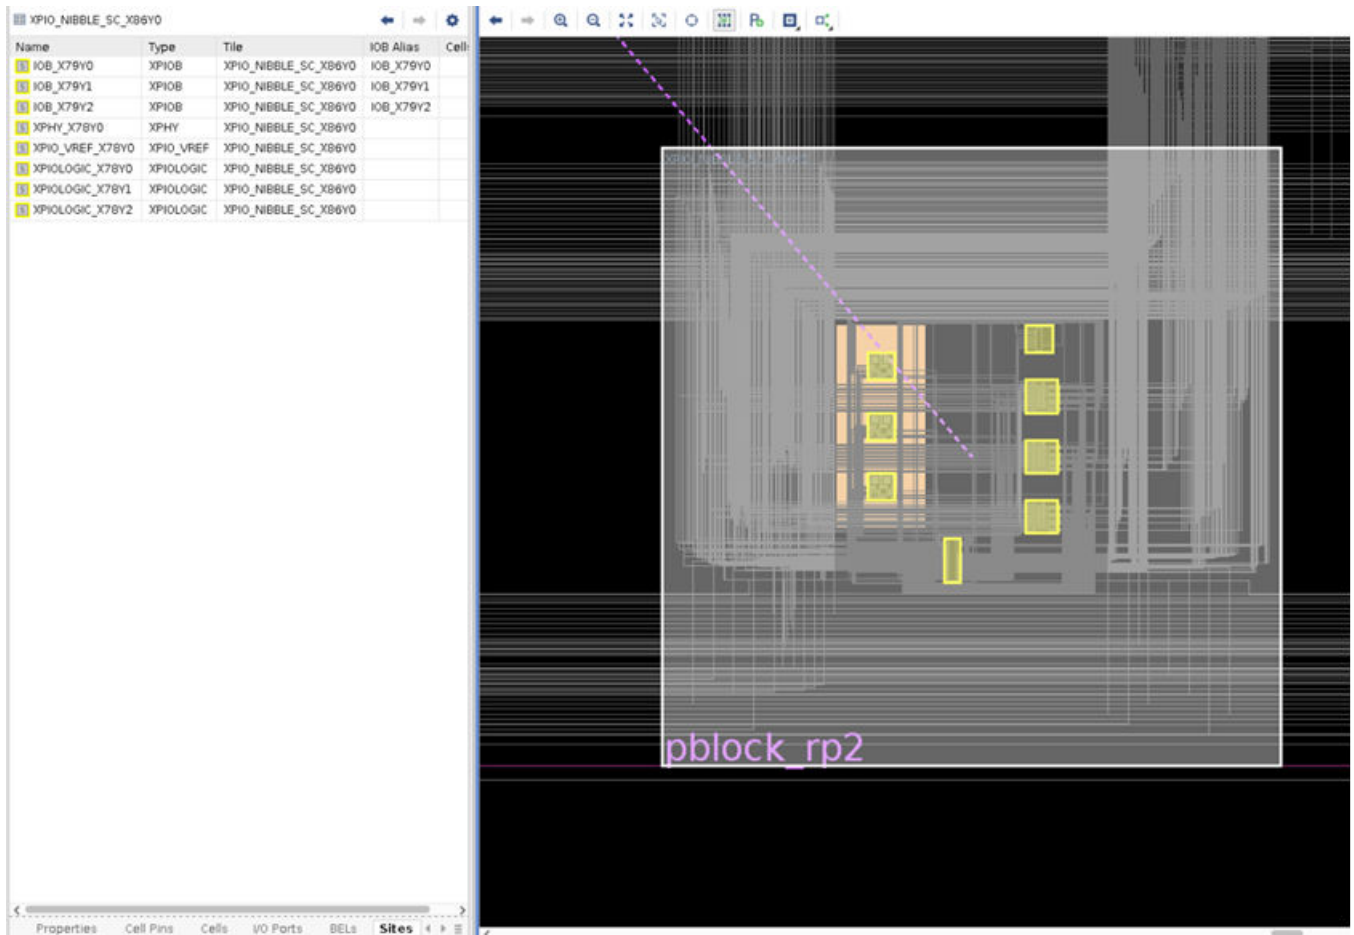 XPIO_NIBBLE_SC_X86Y0
Name Type Tile IOB Alias Cell
IOB_X79Y0 XPIOB XPIO_NIBBLE_SC_X86Y0 IOB_X79Y0
IOB_X79Y1 XPIOB XPIO_NIBBLE_SC_X86Y0 IOB_X79Y1
IOB_X79Y2 XPIOB XPIO_NIBBLE_SC_X86Y0 IOB_X79Y2
XPHY_X78Y0 XPHY XPIO_NIBBLE_SC_X86Y0
XPIO_VREF_X78Y0 XPIO_VREF XPIO_NIBBLE_SC_X86Y0
XPIOLOGIC_X78Y0 XPIOLOGIC XPIO_NIBBLE_SC_X86Y0
XPIOLOGIC_X78Y1 XPIOLOGIC XPIO_NIBBLE_SC_X86Y0
XPIOLOGIC_X78Y2 XPIOLOGIC XPIO_NIBBLE_SC_X86Y0
pblock_rp2
Properties Cell Pins Cells I/O Ports BELs Sites